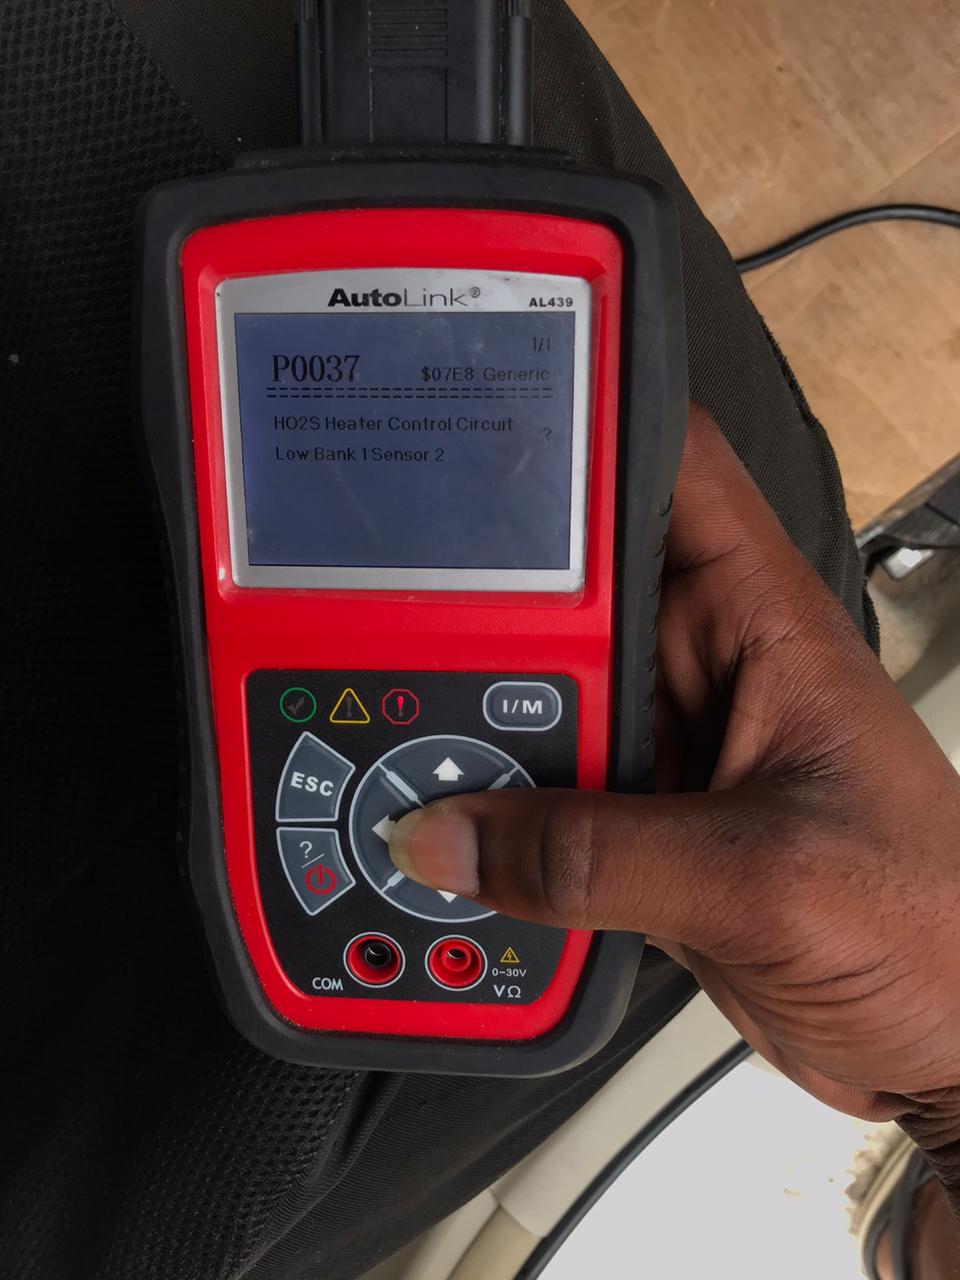 AutoLink®
AL439
1/1
P0037 $07E8 Generic
HO2S Heater Control Circuit
?
Low Bank 1 Sensor 2
I/M
ESC
?
COM
0-30V
VΩ